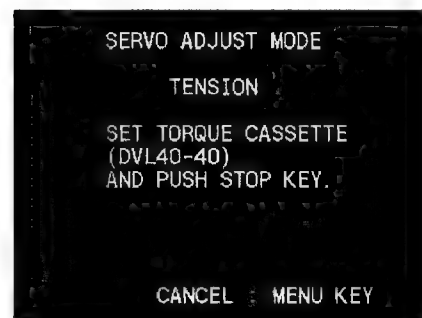 SERVO ADJUST MODE
TENSION
SET TORQUE CASSETTE
(DVL40-40)
AND PUSH STOP KEY.
CANCEL : MENU KEY